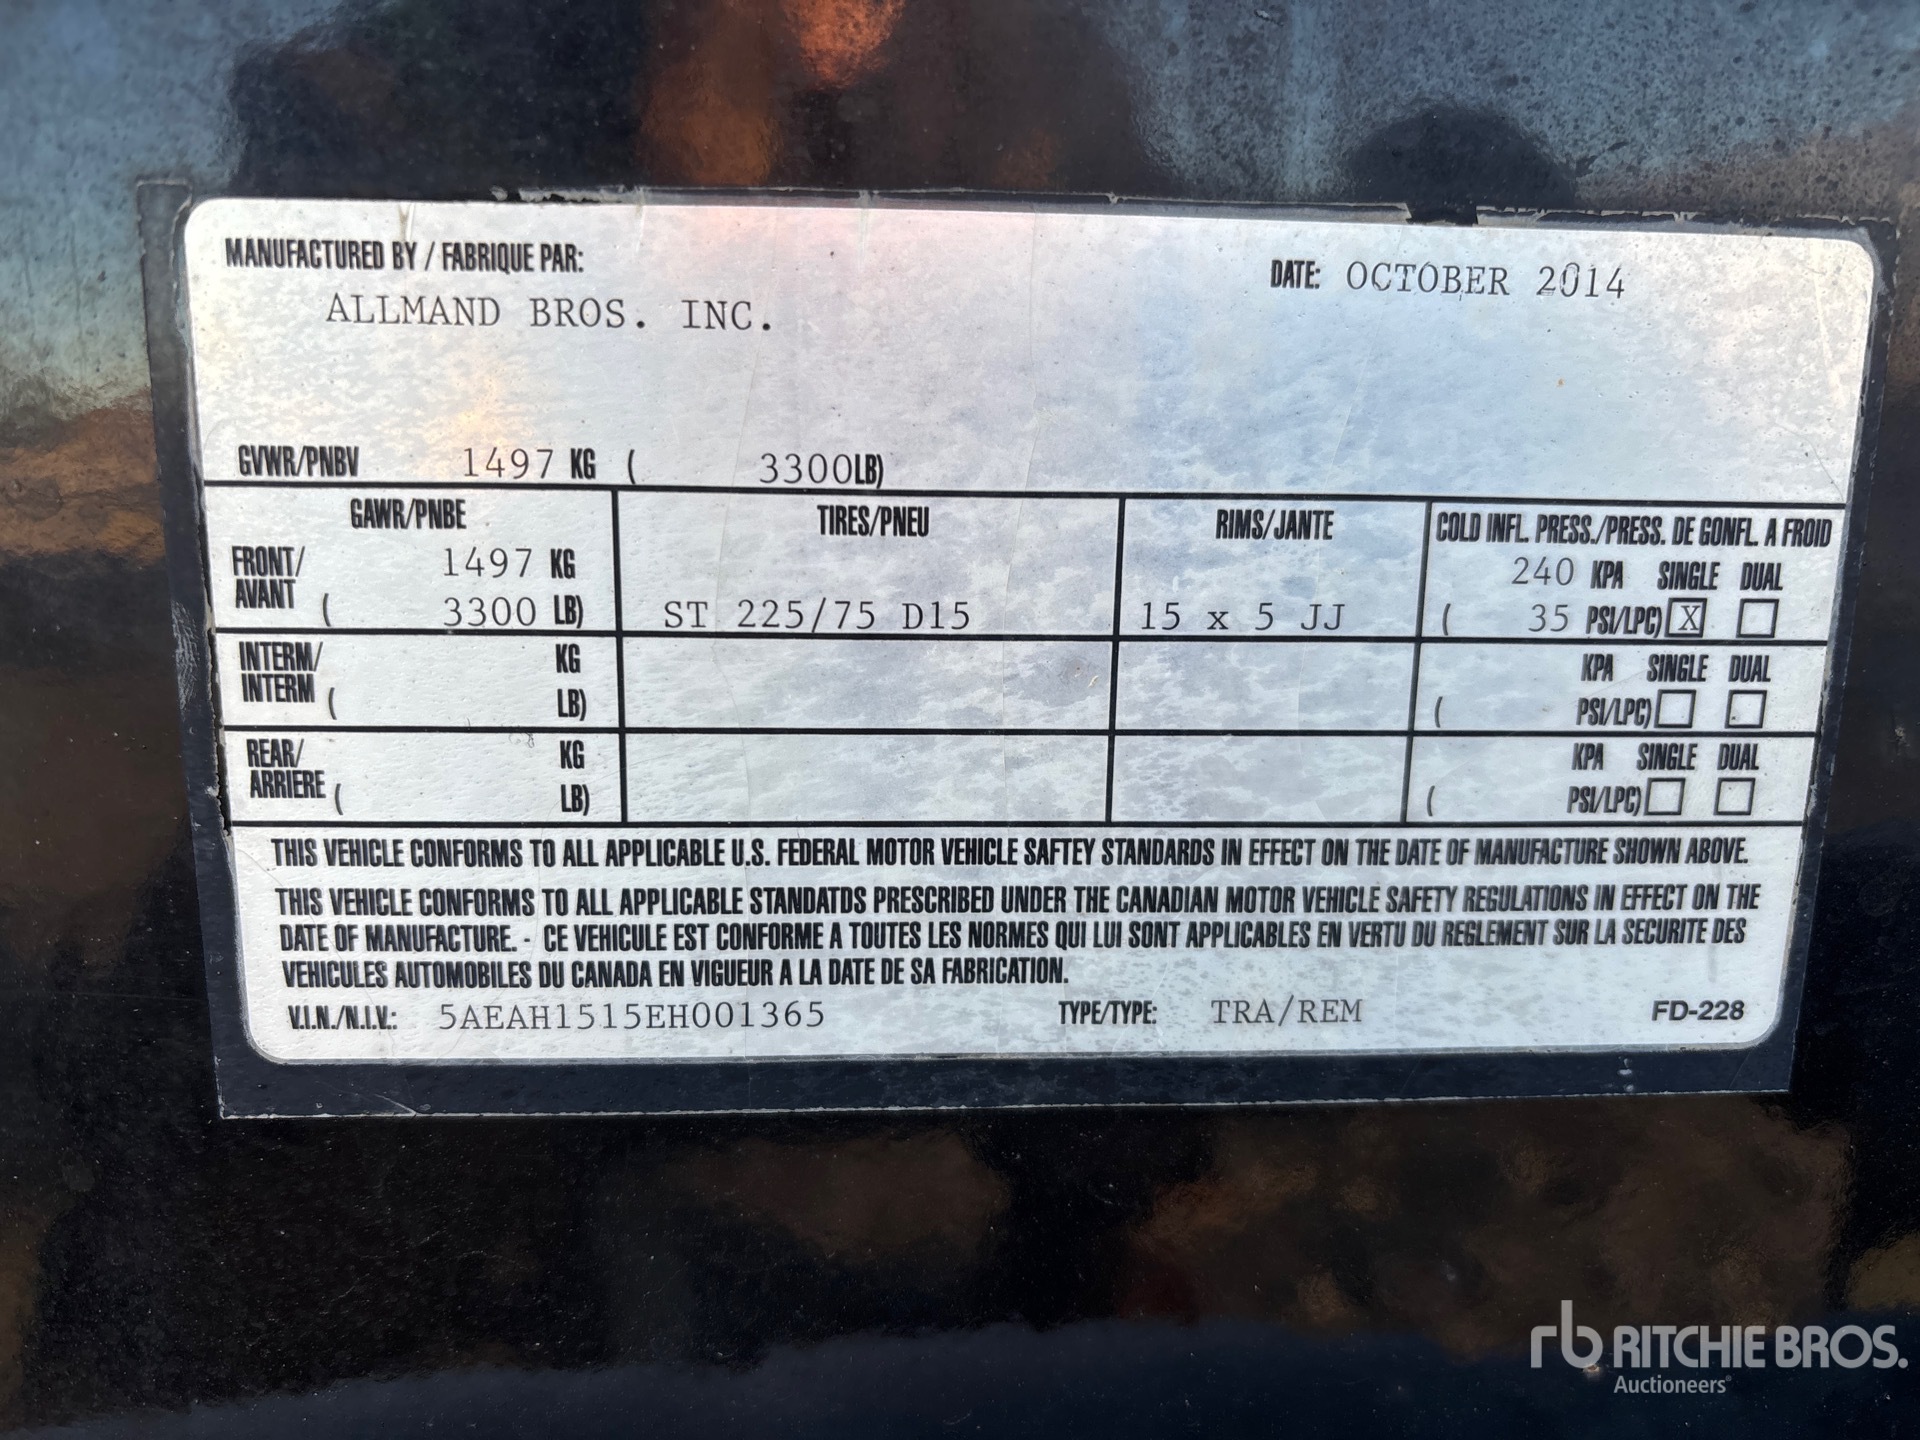 MANUFACTURED BY / FABRIQUE PAR:
ALLMAND BROS. INC.
DATE: OCTOBER 2014
GVWR/PNBV 1497 KG ( 3300LB)
GAWR/PNBE TIRES/PNEU RIMS/JANTE COLD INFL. PRESS./PRESS. DE GONFL. A FROID
FRONT/ 1497 KG 240 KPA SINGLE DUAL
AVANT ( 3300 LB) ST 225/75 D15 15 x 5 JJ ( 35 PSI/LPC) X
INTERM/ KG KPA SINGLE DUAL
INTERM ( LB) ( PSI/LPC)
REAR/ KG KPA SINGLE DUAL
ARRIERE ( LB) ( PSI/LPC)
THIS VEHICLE CONFORMS TO ALL APPLICABLE U.S. FEDERAL MOTOR VEHICLE SAFTEY STANDARDS IN EFFECT ON THE DATE OF MANUFACTURE SHOWN ABOVE.
THIS VEHICLE CONFORMS TO ALL APPLICABLE STANDATDS PRESCRIBED UNDER THE CANADIAN MOTOR VEHICLE SAFETY REGULATIONS IN EFFECT ON THE
DATE OF MANUFACTURE. - CE VEHICULE EST CONFORME A TOUTES LES NORMES QUI LUI SONT APPLICABLES EN VERTU DU REGLEMENT SUR LA SECURITE DES
VEHICULES AUTOMOBILES DU CANADA EN VIGUEUR A LA DATE DE SA FABRICATION.
V.I.N./N.I.V.: 5AEAH1515EH001365 TYPE/TYPE: TRA/REM FD-228
rb RITCHIE BROS.
Auctioneers